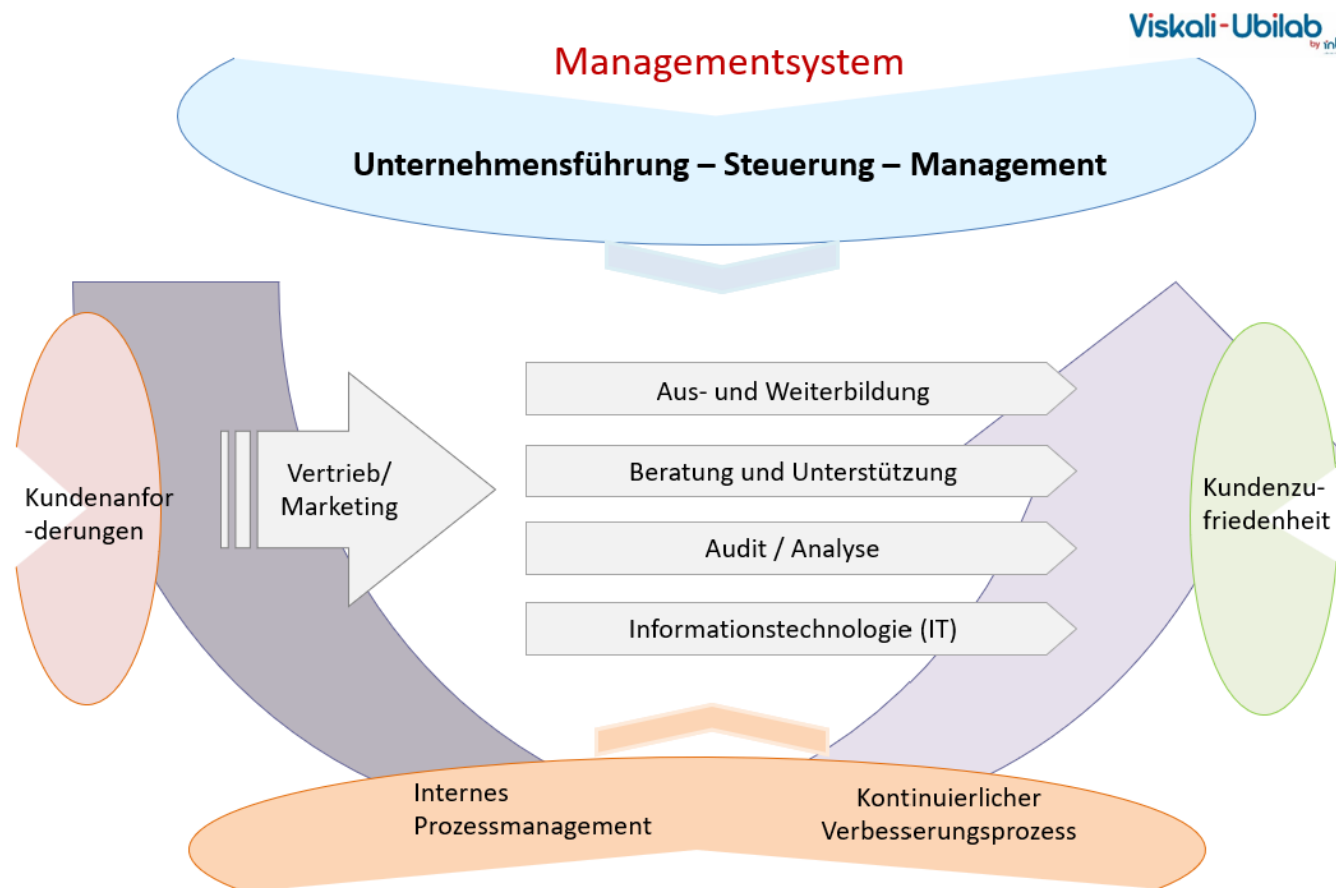 Viskali-Ubilab
by
Managementsystem
Unternehmensführung – Steuerung – Management
Aus- und Weiterbildung
Vertrieb/
Marketing
Beratung und Unterstützung
Kundenanfor
-derungen
Kundenzu-
friedenheit
Audit / Analyse
Informationstechnologie (IT)
Internes
Prozessmanagement
Kontinuierlicher
Verbesserungsprozess